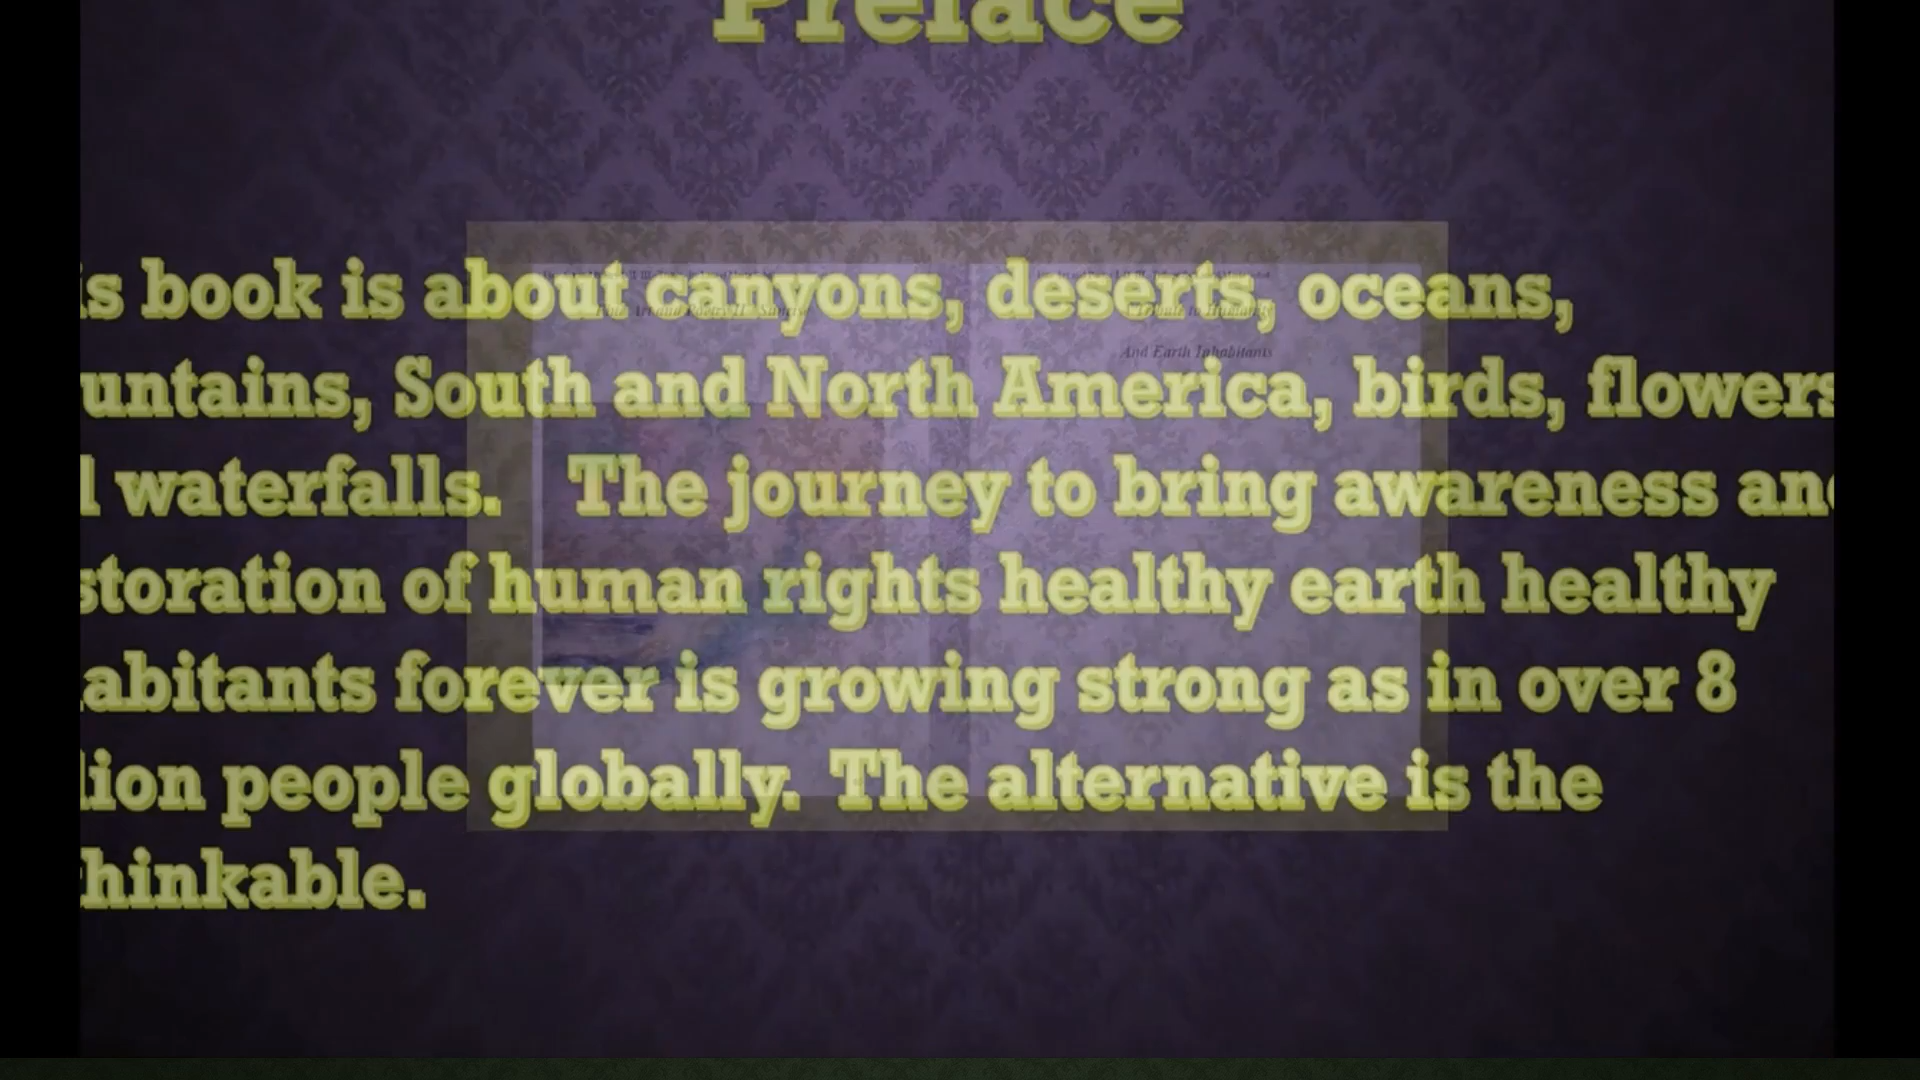 Preface
is book is about canyons, deserts, oceans,
untains, South and North America, birds, flowers
waterfalls. The journey to bring awareness and
storation of human rights healthy earth healthy
abitants forever is growing strong as in over 8
lion people globally. The alternative is the
hinkable.
And Earth Inhabitants